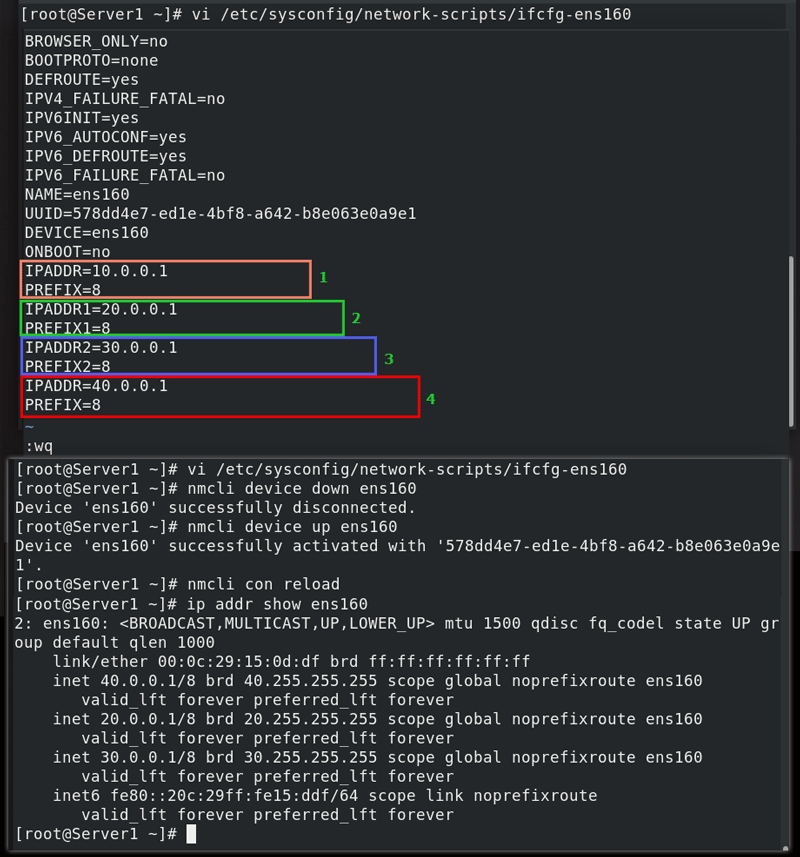 [root@Server1 ~]# vi /etc/sysconfig/network-scripts/ifcfg-ens160
BROWSER_ONLY=no
BOOTPROTO=none
DEFROUTE=yes
IPV4_FAILURE_FATAL=no
IPV6INIT=yes
IPV6_AUTOCONF=yes
IPV6_DEFROUTE=yes
IPV6_FAILURE_FATAL=no
NAME=ens160
UUID=578dd4e7-ed1e-4bf8-a642-b8e063e0a9e1
DEVICE=ens160
ONBOOT=no
IPADDR=10.0.0.1
1
PREFIX=8
IPADDR1=20.0.0.1
2
PREFIX1=8
IPADDR2=30.0.0.1
3
PREFIX2=8
IPADDR=40.0.0.1
4
PREFIX=8
~
:wq
[root@Server1 ~]# vi /etc/sysconfig/network-scripts/ifcfg-ens160
[root@Server1 ~]# nmcli device down ens160
Device 'ens160' successfully disconnected.
[root@Server1 ~]# nmcli device up ens160
Device 'ens160' successfully activated with '578dd4e7-ed1e-4bf8-a642-b8e063e0a9e
1'.
[root@Server1 ~]# nmcli con reload
[root@Server1 ~]# ip addr show ens160
2: ens160: <BROADCAST,MULTICAST,UP,LOWER_UP> mtu 1500 qdisc fq_codel state UP gr
oup default qlen 1000
link/ether 00:0c:29:15:0d:df brd ff:ff:ff:ff:ff:ff
inet 40.0.0.1/8 brd 40.255.255.255 scope global noprefixroute ens160
valid_lft forever preferred_lft forever
inet 20.0.0.1/8 brd 20.255.255.255 scope global noprefixroute ens160
valid_lft forever preferred_lft forever
inet 30.0.0.1/8 brd 30.255.255.255 scope global noprefixroute ens160
valid_lft forever preferred_lft forever
inet6 fe80::20c:29ff:fe15:ddf/64 scope link noprefixroute
valid_lft forever preferred_lft forever
[root@Server1 ~]#